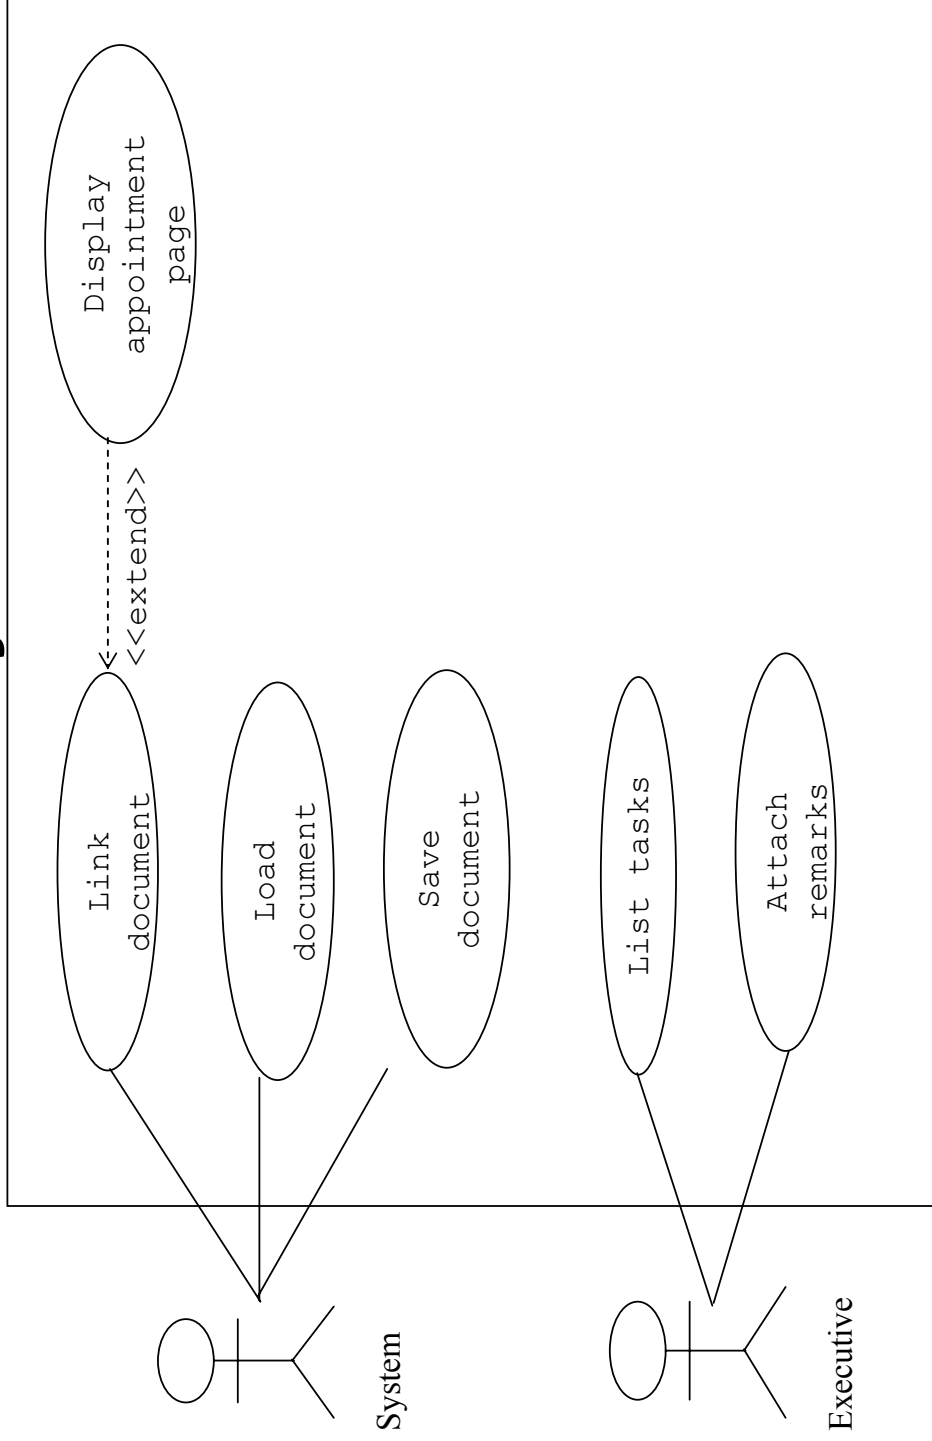 Link
document
<<extend>>
Display
appointment
page
Load
document
Save
document
System
List tasks
Attach
remarks
Executive